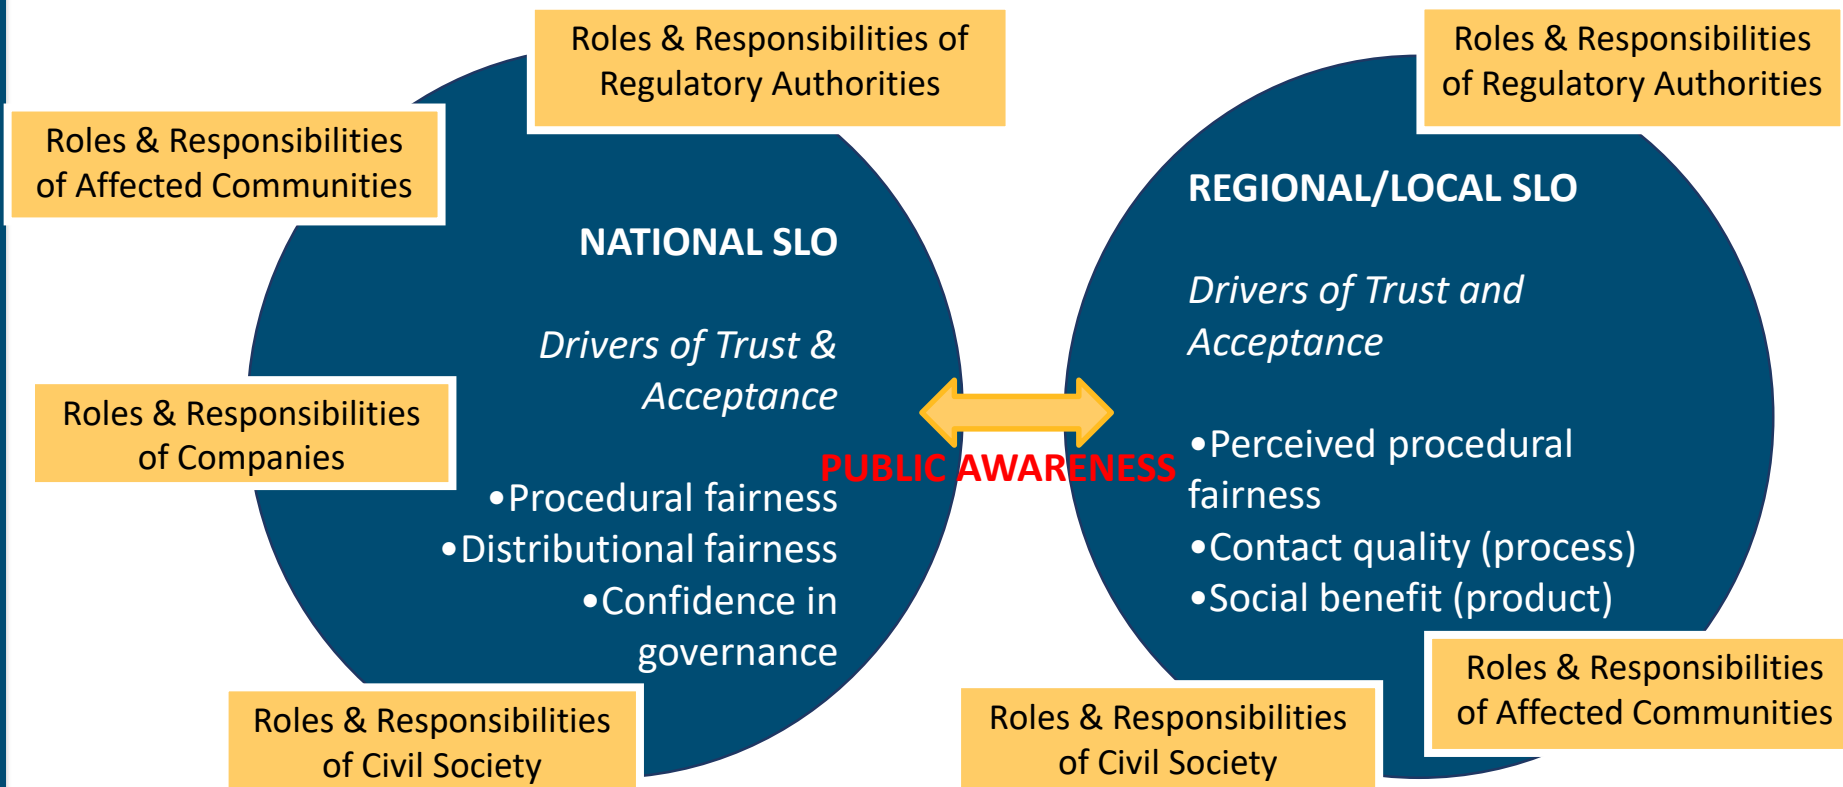 Roles & Responsibilities of
Regulatory Authorities
Roles & Responsibilities
of Regulatory Authorities
Roles & Responsibilities
of Affected Communities
NATIONAL SLO
Drivers of Trust &
Acceptance
•Procedural fairness
•Distributional fairness
•Confidence in
governance
Roles & Responsibilities
of Companies
PUBLIC AWARENESS
REGIONAL/LOCAL SLO
Drivers of Trust and
Acceptance
•Perceived procedural
fairness
•Contact quality (process)
•Social benefit (product)
Roles & Responsibilities
of Civil Society
Roles & Responsibilities
of Civil Society
Roles & Responsibilities
of Affected Communities